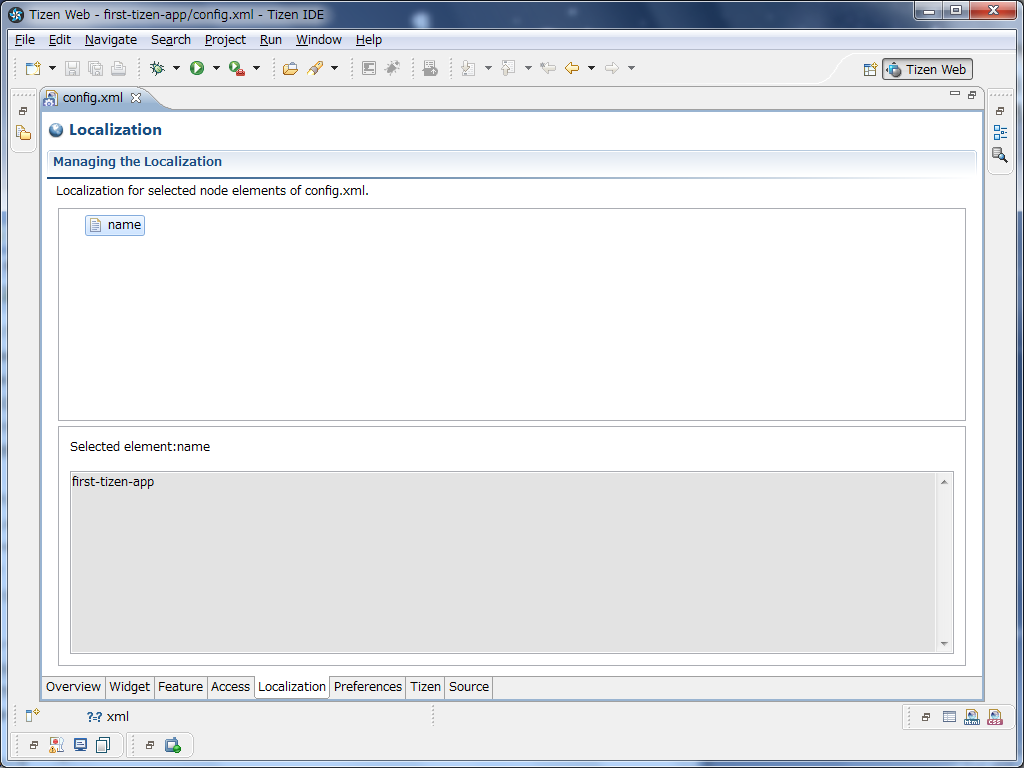 Tizen Web - first-tizen-app/config.xml - Tizen IDE
File Edit Navigate Search Project Run Window Help
Tizen Web
config.xml
Localization
Managing the Localization
Localization for selected node elements of config.xml.
name
Selected element:name
first-tizen-app
Overview Widget Feature Access Localization Preferences Tizen Source
?=? xml
html
css